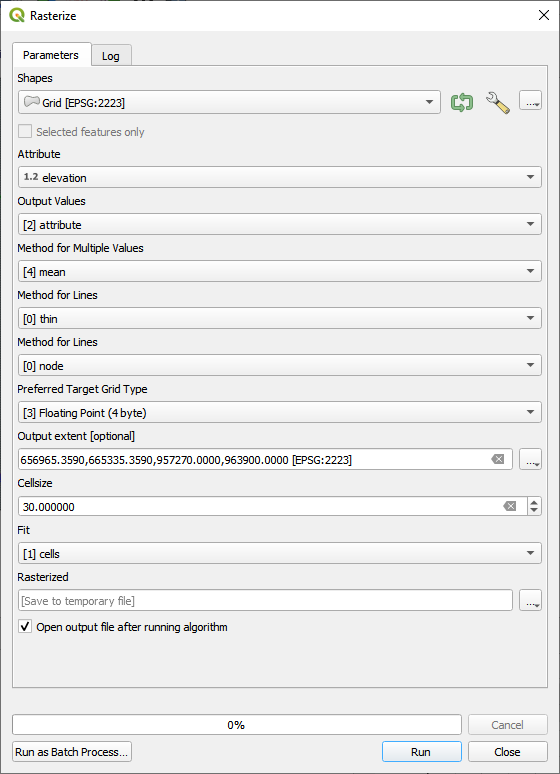 Rasterize
Parameters
Log
Shapes
Grid [EPSG:2223]
...
Selected features only
Attribute
1.2 elevation
Output Values
[2] attribute
Method for Multiple Values
[4] mean
Method for Lines
[0] thin
Method for Lines
[0] node
Preferred Target Grid Type
[3] Floating Point (4 byte)
Output extent [optional]
656965.3590,665335.3590,957270.0000,963900.0000 [EPSG:2223]
...
Cellsize
30.000000
Fit
[1] cells
Rasterized
[Save to temporary file]
...
Open output file after running algorithm
0%
Cancel
Run as Batch Process...
Run
Close